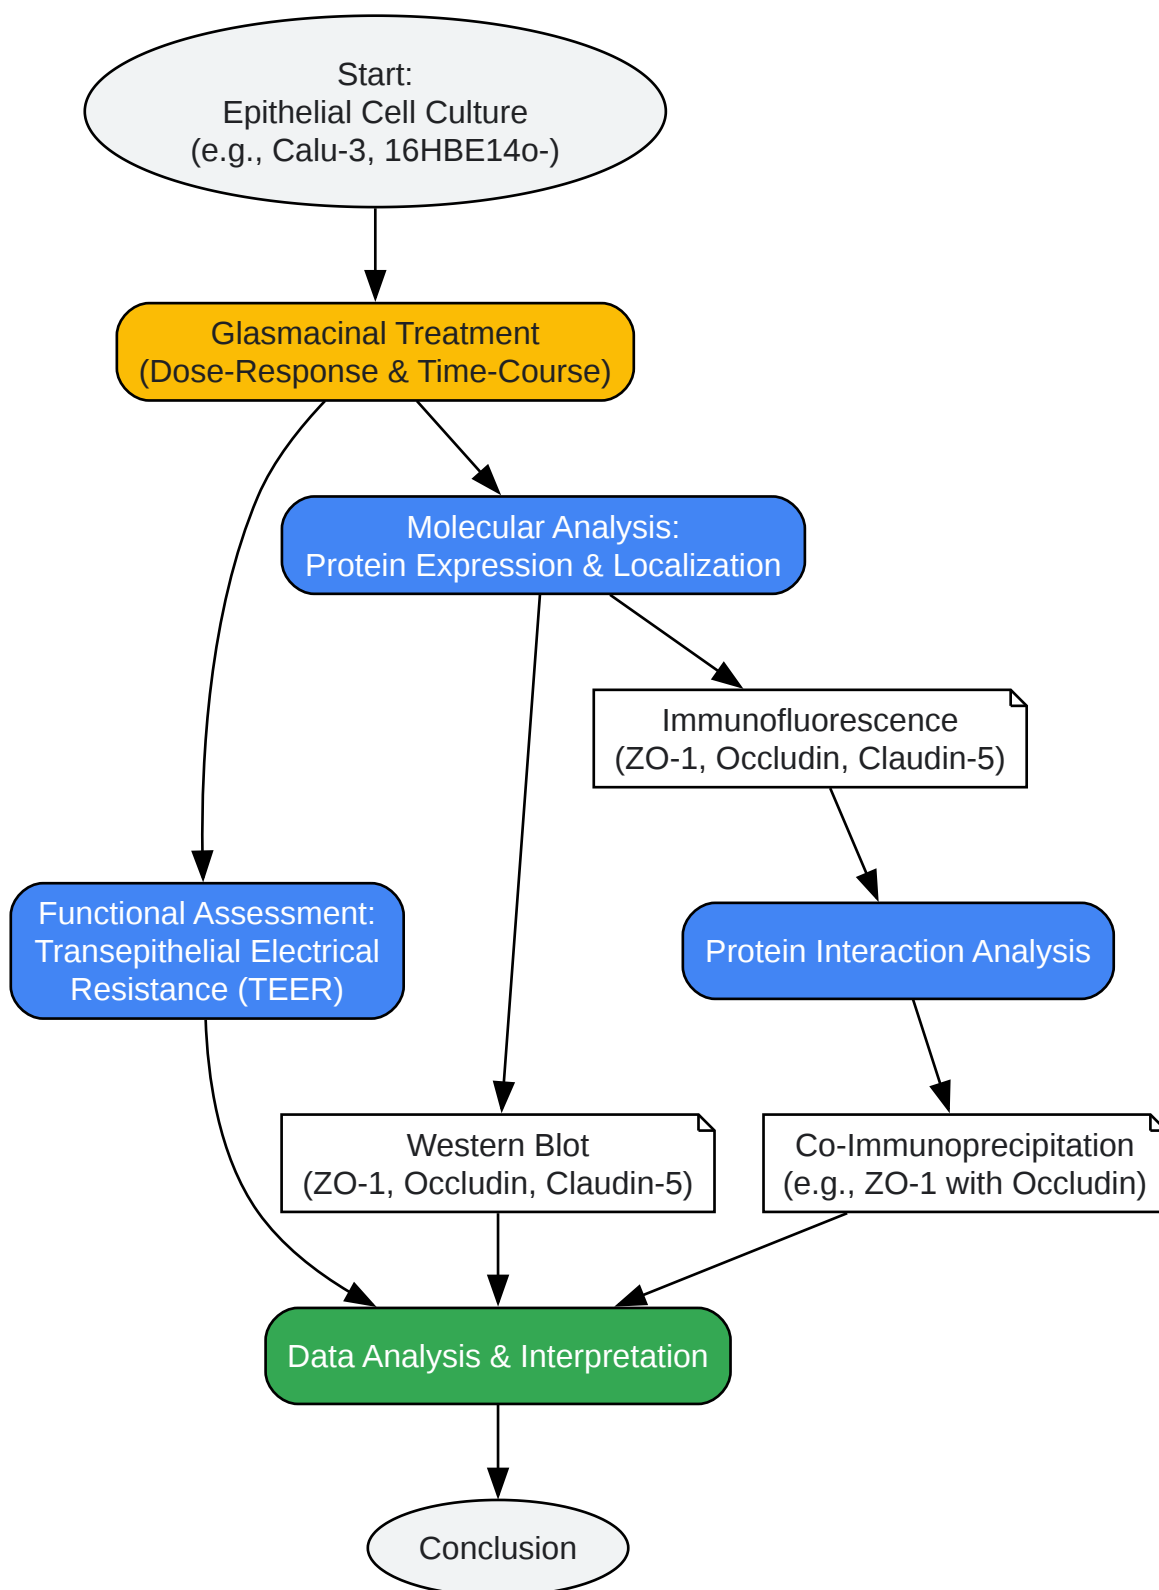 Start:
Epithelial Cell Culture
(e.g., Calu-3, 16HBE14o-)
Glasmacinal Treatment
(Dose-Response & Time-Course)
Molecular Analysis:
Protein Expression & Localization
Immunofluorescence
(ZO-1, Occludin, Claudin-5)
Functional Assessment:
Transepithelial Electrical
Resistance (TEER)
Protein Interaction Analysis
Western Blot
(ZO-1, Occludin, Claudin-5)
Co-Immunoprecipitation
(e.g., ZO-1 with Occludin)
Data Analysis & Interpretation
Conclusion